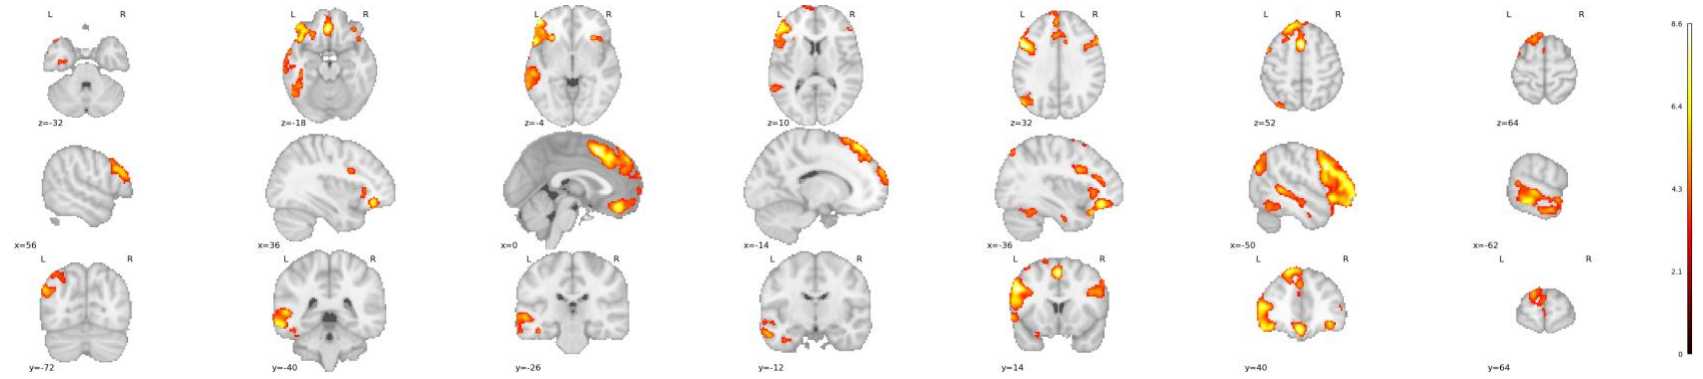 L R L R L R L R L R L R L R 8.6
6.4
z=-32 z=-18 z=-4 z=10 z=32 z=52 z=64
4.3
x=56 x=36 x=0 x=-14 x=-36 x=-50 x=-62
L R L R L R L R L R L R L R
2.1
0
y=-72 y=-40 y=-26 y=-12 y=14 y=40 y=64